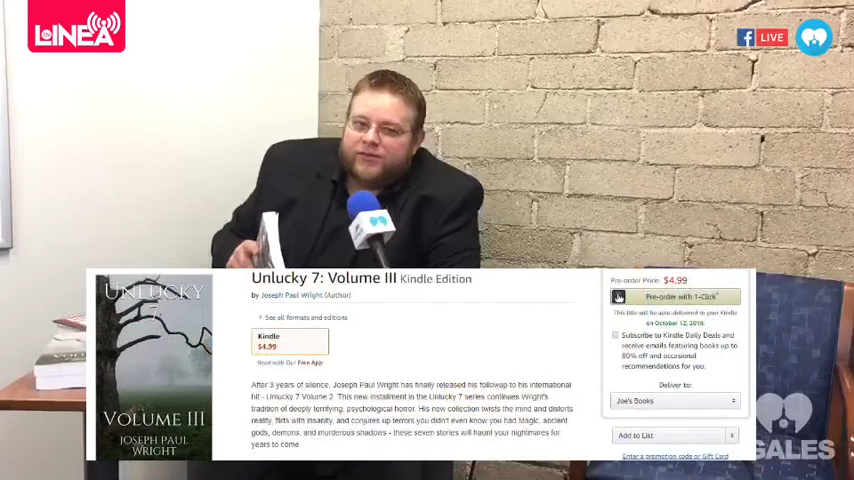 LA LINEA
f LIVE
UNLUCKY
7
VOLUME III
JOSEPH PAUL
WRIGHT
Unlucky 7: Volume III Kindle Edition
by Joseph Paul Wright (Author)
See all formats and editions
Kindle
$4.99
Read with Our Free App
After 3 years of silence, Joseph Paul Wright has finally released his followup to his international
hit - Unlucky 7 Volume 2. This new installment in the Unlucky 7 series continues Wright's
tradition of deeply terrifying, psychological horror. His new collection twists the mind and distorts
reality, flirts with insanity, and conjures up terrors you didn't even know you had. Magic, ancient
gods, demons, and murderous shadows - these seven stories will haunt your nightmares for
years to come.
Pre-order Price: $4.99
Pre-order with 1-Click
This title will be auto-delivered to your Kindle
on October 12, 2018.
Subscribe to Kindle Daily Deals and
receive emails featuring books up to
80% off and occasional
recommendations for you.
Deliver to:
Joe's Books
Add to List
Enter a promotion code or Gift Card
GALES